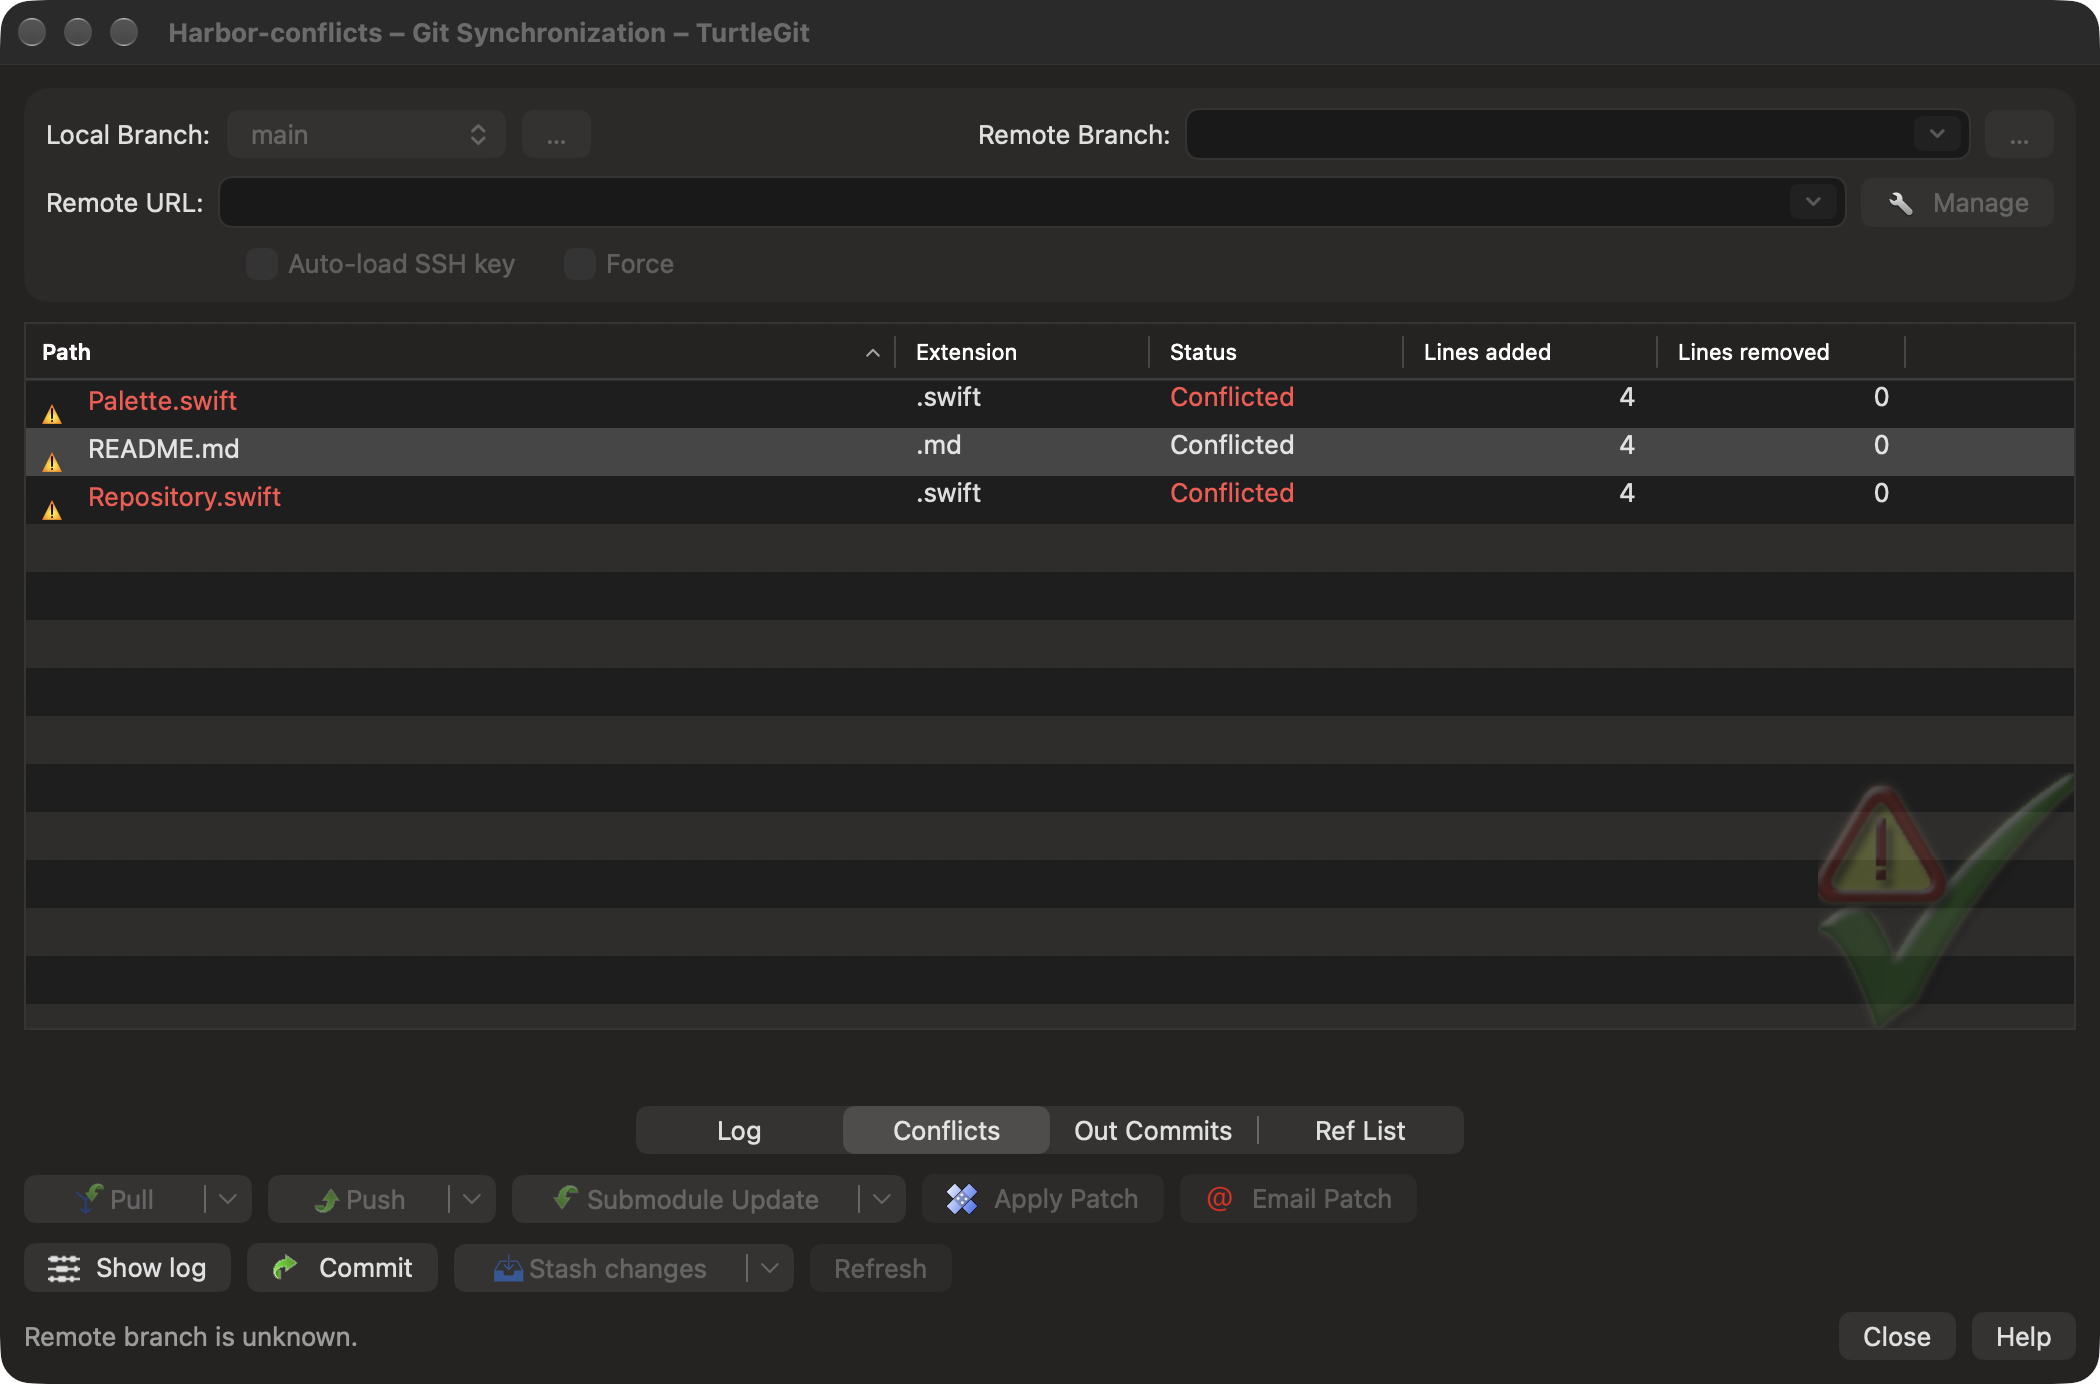 Harbor-conflicts – Git Synchronization – TurtleGit
Local Branch: main ... Remote Branch: ...
Remote URL: Manage
Auto-load SSH key Force
Path Extension Status Lines added Lines removed
Palette.swift .swift Conflicted 4 0
README.md .md Conflicted 4 0
Repository.swift .swift Conflicted 4 0
Log Conflicts Out Commits Ref List
Pull Push Submodule Update Apply Patch @ Email Patch
Show log Commit Stash changes Refresh
Remote branch is unknown. Close Help